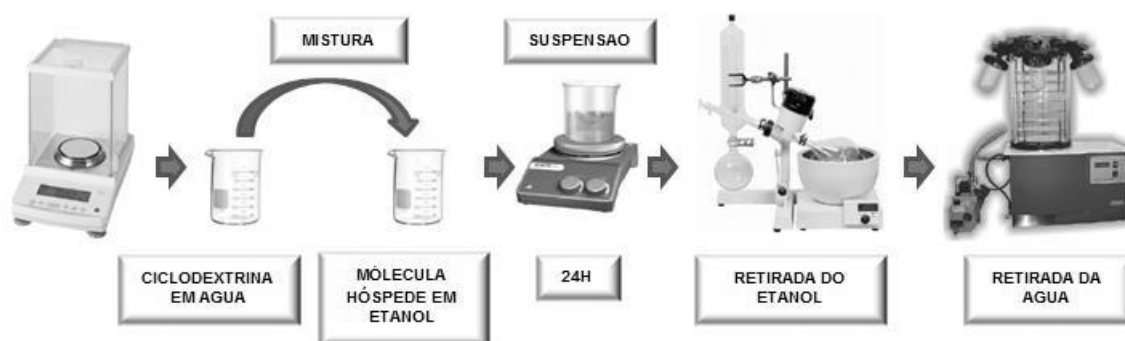 MISTURA
SUSPENSAO
CICLODEXTRINA
EM AGUA
MÓLECULA
HÓSPEDE EM
ETANOL
24H
RETIRADA DO
ETANOL
RETIRADA DA
AGUA